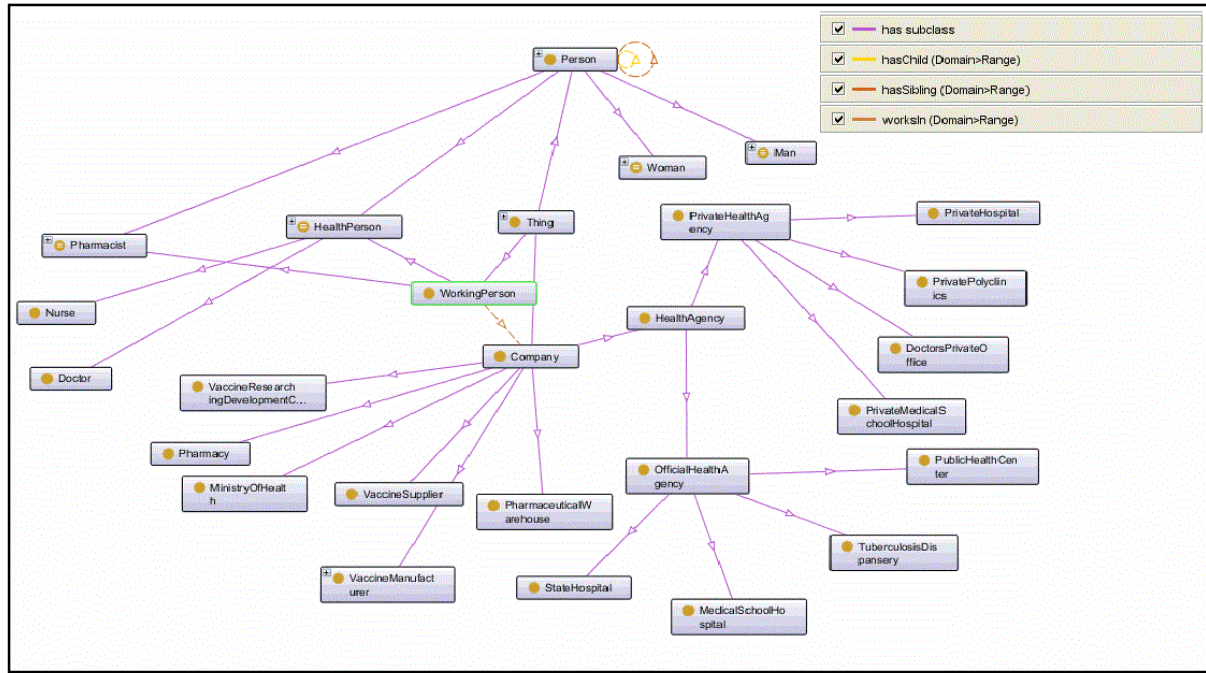 has subclass
hasChild (Domain>Range)
hasSibling (Domain>Range)
worksIn (Domain>Range)
Person
Man
Woman
Thing
HealthPerson
Pharmacist
PrivateHealthAg
ency
PrivateHospital
PrivatePolyclin
ics
WorkingPerson
Nurse
HealthAgency
DoctorsPrivateO
ffice
Company
Doctor
VaccineResearch
ingDevelopmentC...
PrivateMedicalS
choolHospital
Pharmacy
MinistryOfHealt
h
VaccineSupplier
PharmaceuticalW
arehouse
OfficialHealthA
gency
PublicHealthCen
ter
TuberculosisDis
pansery
VaccineManufact
urer
StateHospital
MedicalSchoolHo
spital